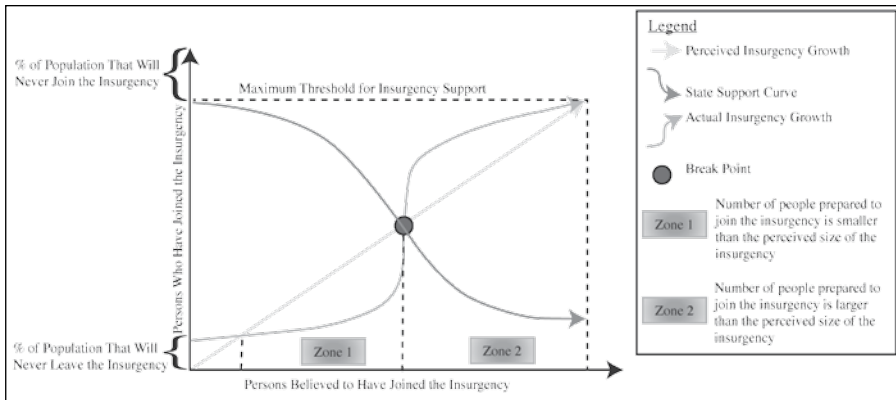 % of Population That Will
Never Join the Insurgency
Maximum Threshold for Insurgency Support
Persons Who Have Joined the Insurgency
% of Population That Will
Never Leave the Insurgency
Zone 1
Zone 2
Persons Believed to Have Joined the Insurgency
Legend
Perceived Insurgency Growth
State Support Curve
Actual Insurgency Growth
Break Point
Zone 1
Number of people prepared to
join the insurgency is smaller
than the perceived size of the
insurgency
Zone 2
Number of people prepared to
join the insurgency is larger
than the perceived size of the
insurgency